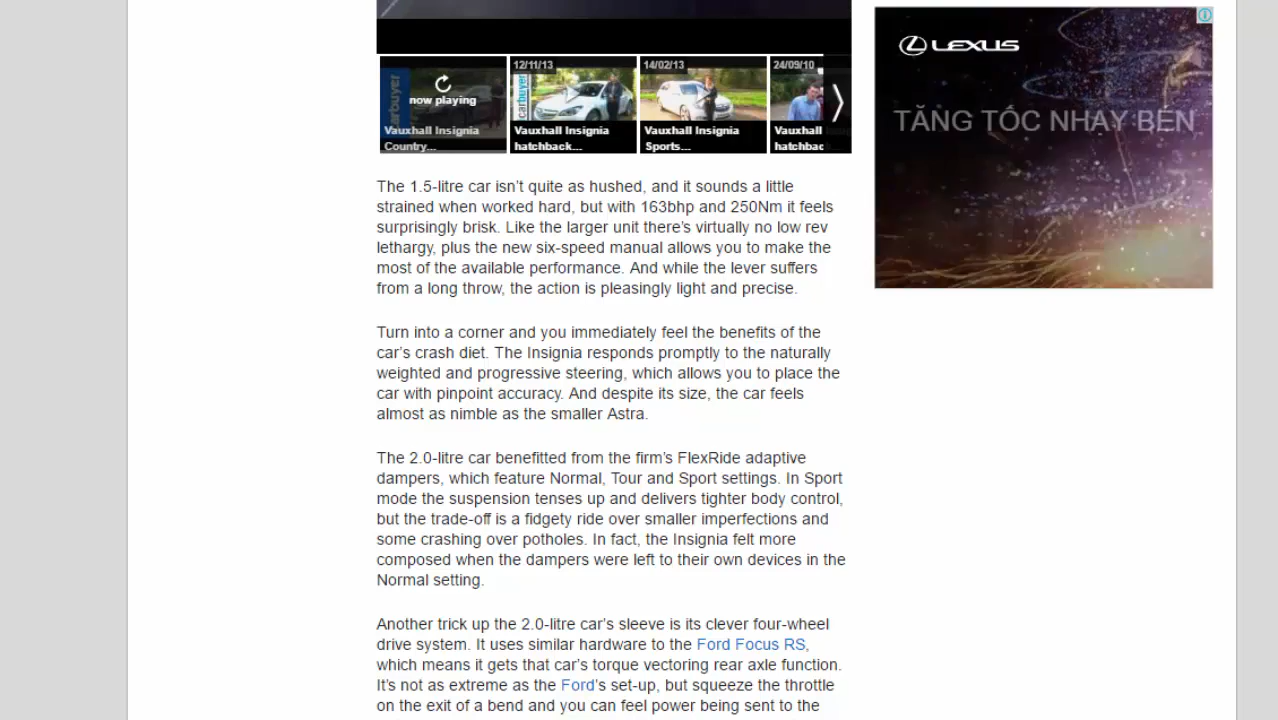 carbuyer
now playing
Vauxhall Insignia
Country...
12/11/13
carbuyer
Vauxhall Insignia
hatchback...
14/02/13
Vauxhall Insignia
Sports...
24/09/10
Vauxhall
hatchbac
LEXUS
TĂNG TỐC NHẠY BÉN
The 1.5-litre car isn’t quite as hushed, and it sounds a little
strained when worked hard, but with 163bhp and 250Nm it feels
surprisingly brisk. Like the larger unit there’s virtually no low rev
lethargy, plus the new six-speed manual allows you to make the
most of the available performance. And while the lever suffers
from a long throw, the action is pleasingly light and precise.
Turn into a corner and you immediately feel the benefits of the
car’s crash diet. The Insignia responds promptly to the naturally
weighted and progressive steering, which allows you to place the
car with pinpoint accuracy. And despite its size, the car feels
almost as nimble as the smaller Astra.
The 2.0-litre car benefitted from the firm’s FlexRide adaptive
dampers, which feature Normal, Tour and Sport settings. In Sport
mode the suspension tenses up and delivers tighter body control,
but the trade-off is a fidgety ride over smaller imperfections and
some crashing over potholes. In fact, the Insignia felt more
composed when the dampers were left to their own devices in the
Normal setting.
Another trick up the 2.0-litre car’s sleeve is its clever four-wheel
drive system. It uses similar hardware to the Ford Focus RS,
which means it gets that car’s torque vectoring rear axle function.
It’s not as extreme as the Ford’s set-up, but squeeze the throttle
on the exit of a bend and you can feel power being sent to the